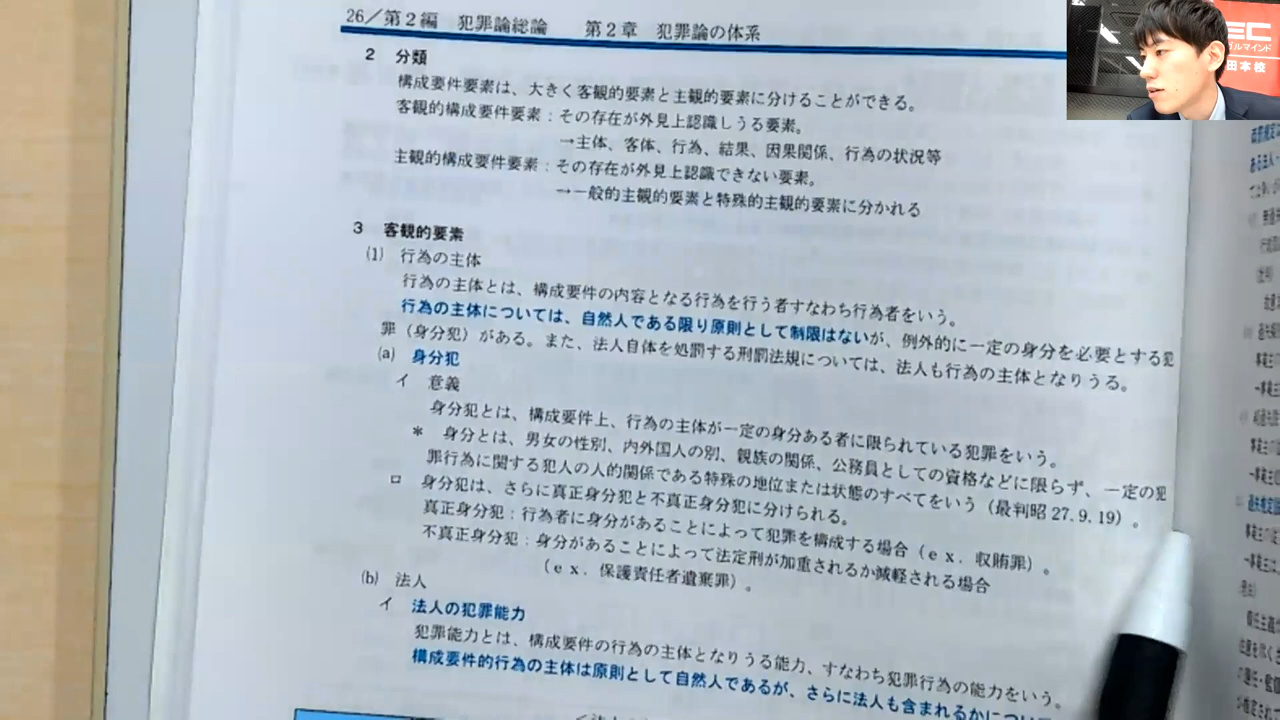 26／第2編　犯罪論総論　　第2章　犯罪論の体系
2　分類
構成要件要素は、大きく客観的要素と主観的要素に分けることができる。
客観的構成要件要素：その存在が外見上認識しうる要素。
→主体、客体、行為、結果、因果関係、行為の状況等
主観的構成要件要素：その存在が外見上認識できない要素。
→一般的主観的要素と特殊的主観的要素に分かれる
3　客観的要素
(1)　行為の主体
行為の主体とは、構成要件の内容となる行為を行う者すなわち行為者をいう。
行為の主体については、自然人である限り原則として制限はないが、例外的に一定の身分を必要とする犯
罪（身分犯）がある。また、法人自体を処罰する刑罰法規については、法人も行為の主体となりうる。
(a)　身分犯
イ　意義
身分犯とは、構成要件上、行為の主体が一定の身分ある者に限られている犯罪をいう。
＊　身分とは、男女の性別、内外国人の別、親族の関係、公務員としての資格などに限らず、一定の犯
罪行為に関する犯人の人的関係である特殊の地位または状態のすべてをいう（最判昭27.9.19）。
ロ　身分犯は、さらに真正身分犯と不真正身分犯に分けられる。
真正身分犯：行為者に身分があることによって犯罪を構成する場合（ｅｘ．収賄罪）。
不真正身分犯：身分があることによって法定刑が加重されるか減軽される場合
（ｅｘ．保護責任者遺棄罪）。
(b)　法人
イ　法人の犯罪能力
犯罪能力とは、構成要件の行為の主体となりうる能力、すなわち犯罪行為の能力をいう。
構成要件的行為の主体は原則として自然人であるが、さらに法人も含まれるかについ
EC
ガルマインド
田本校